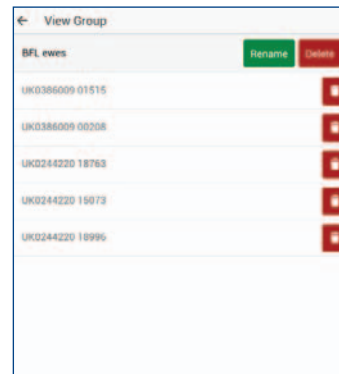 ← View Group
BFL ewes Rename Delete
UK0386009 01515
UK0386009 00208
UK0244220 18763
UK0244220 15073
UK0244220 18996